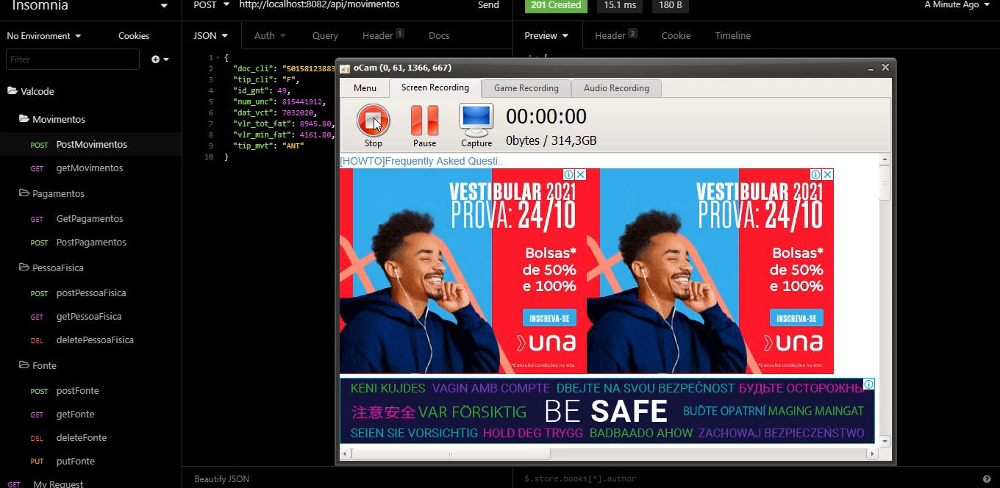 Insomnia
POST http://localhost:8082/api/movimentos Send
201 Created 15.1 ms 180 B A Minute Ago
No Environment Cookies
JSON Auth Query Header 1 Docs
Preview Header 3 Cookie Timeline
Filter
Valcode
Movimentos
POST PostMovimentos
GET getMovimentos
Pagamentos
GET GetPagamentos
POST PostPagamentos
PessoaFisica
POST postPessoaFisica
GET getPessoaFisica
DEL deletePessoaFisica
Fonte
POST postFonte
GET getFonte
DEL deleteFonte
PUT putFonte
GET My Request
1 {
2 "doc_cli": "50158123883
3 "tip_cli": "F",
4 "id_gnt": 49,
5 "num_unc": 815441912,
6 "dat_vct": 7032020,
7 "vlr_tot_fat": 8945.80,
8 "vlr_min_fat": 4161.80,
9 "tip_mvt": "ANT"
10 }
1 {
oCam (0, 61, 1366, 667)
Menu Screen Recording Game Recording Audio Recording
Stop Pause Capture
00:00:00
0bytes / 314,3GB
[HOWTO]Frequently Asked Questi..
VESTIBULAR 2021
PROVA: 24/10
Bolsas*
de 50%
e 100%
INSCREVA-SE
una
*Consulta condições no site.
VESTIBULAR 2021
PROVA: 24/10
Bolsas*
de 50%
e 100%
INSCREVA-SE
una
*Consulta condições no site.
KENI KUJDES VAGIN AMB COMPTE DBEJTE NA SVOU BEZPEČNOST БУДЬТЕ ОСТОРОЖНЫ
注意安全 VAR FÖRSIKTIG BE SAFE BUĎTE OPATRNÍ MAGING MAINGAT
SEIEN SIE VORSICHTIG HOLD DEG TRYGG BADBAADO AHOW ZACHOWAJ BEZPIECZEŃSTWO
Beautify JSON
$.store.books[*].author